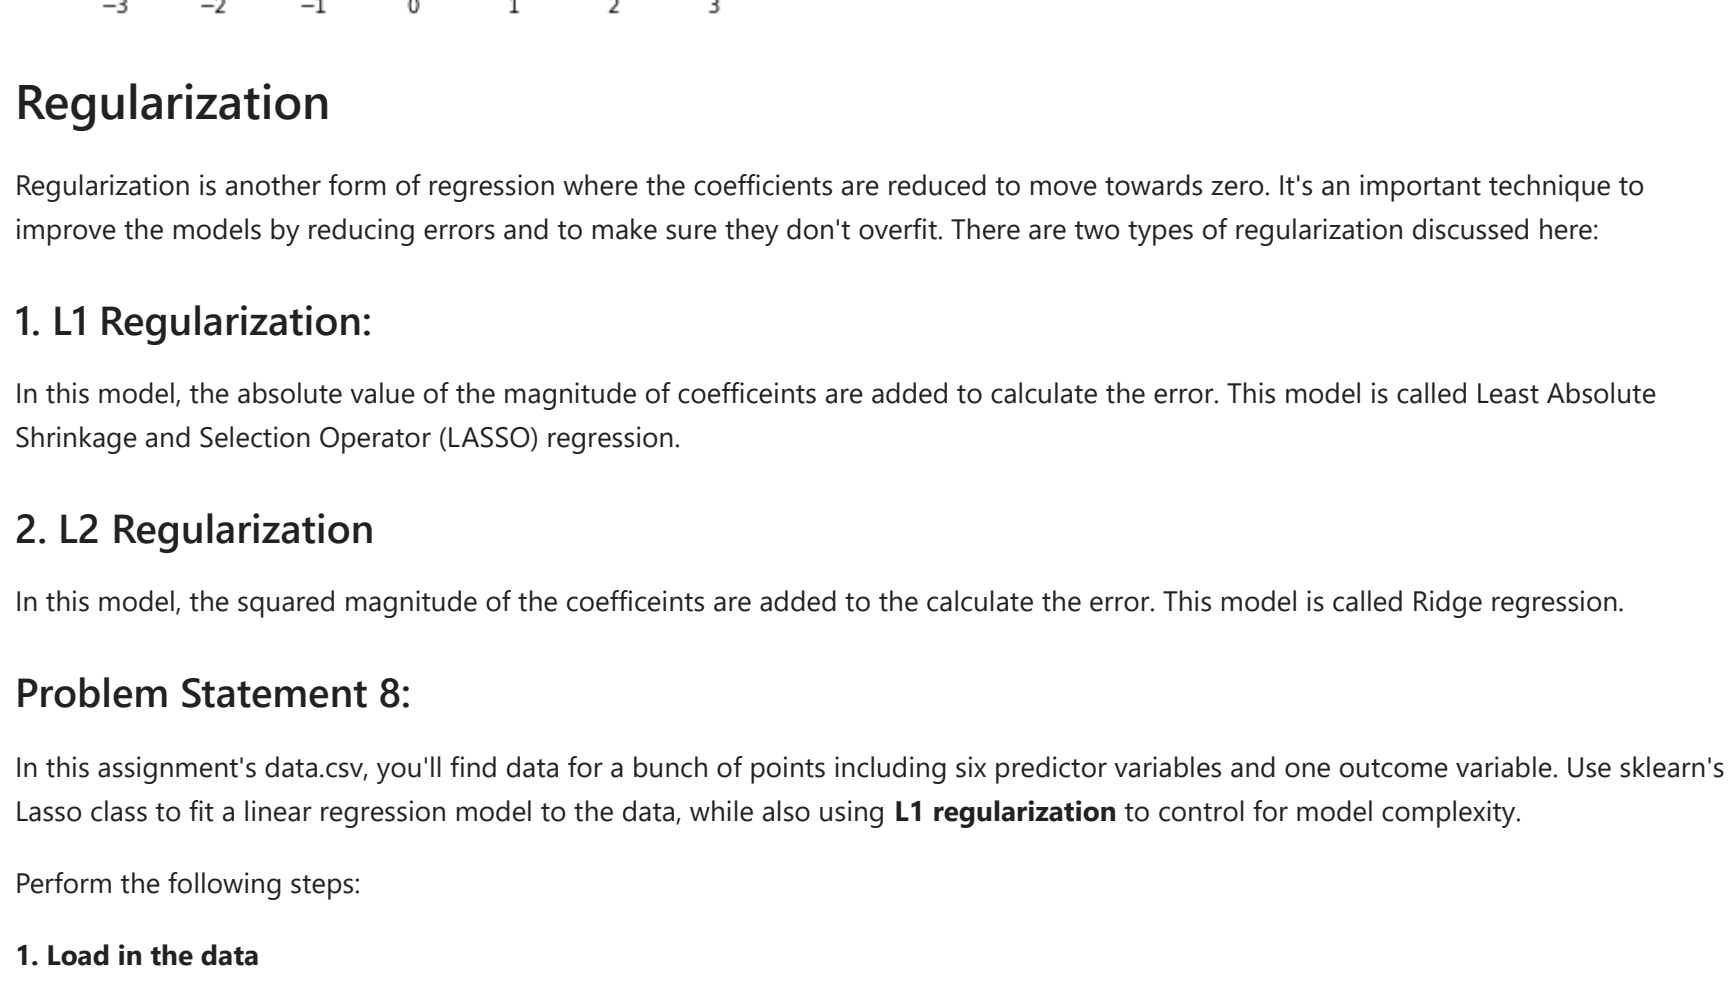 −3 −2 −1 0 1 2 3
Regularization
Regularization is another form of regression where the coefficients are reduced to move towards zero. It's an important technique to
improve the models by reducing errors and to make sure they don't overfit. There are two types of regularization discussed here:
1. L1 Regularization:
In this model, the absolute value of the magnitude of coefficeints are added to calculate the error. This model is called Least Absolute
Shrinkage and Selection Operator (LASSO) regression.
2. L2 Regularization
In this model, the squared magnitude of the coefficeints are added to the calculate the error. This model is called Ridge regression.
Problem Statement 8:
In this assignment's data.csv, you'll find data for a bunch of points including six predictor variables and one outcome variable. Use sklearn's
Lasso class to fit a linear regression model to the data, while also using L1 regularization to control for model complexity.
Perform the following steps:
1. Load in the data